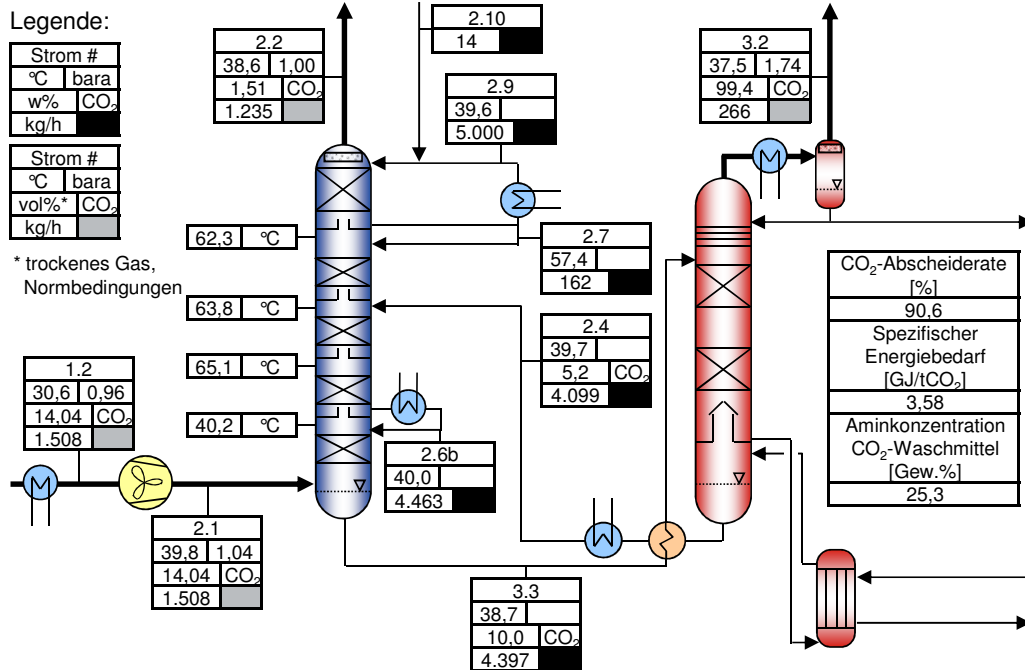 Legende:
Strom #
°C bara
w% CO2
kg/h
Strom #
°C bara
vol%* CO2
kg/h
* trockenes Gas,
Normbedingungen
2.2
38,6 1,00
1,51 CO2
1.235
2.10
14
2.9
39,6
5.000
3.2
37,5 1,74
99,4 CO2
266
62,3 °C
63,8 °C
65,1 °C
40,2 °C
2.7
57,4
162
2.4
39,7
5,2 CO2
4.099
CO2-Abscheiderate
[%]
90,6
Spezifischer
Energiebedarf
[GJ/tCO2]
3,58
Aminkonzentration
CO2-Waschmittel
[Gew.%]
25,3
1.2
30,6 0,96
14,04 CO2
1.508
2.6b
40,0
4.463
2.1
39,8 1,04
14,04 CO2
1.508
3.3
38,7
10,0 CO2
4.397